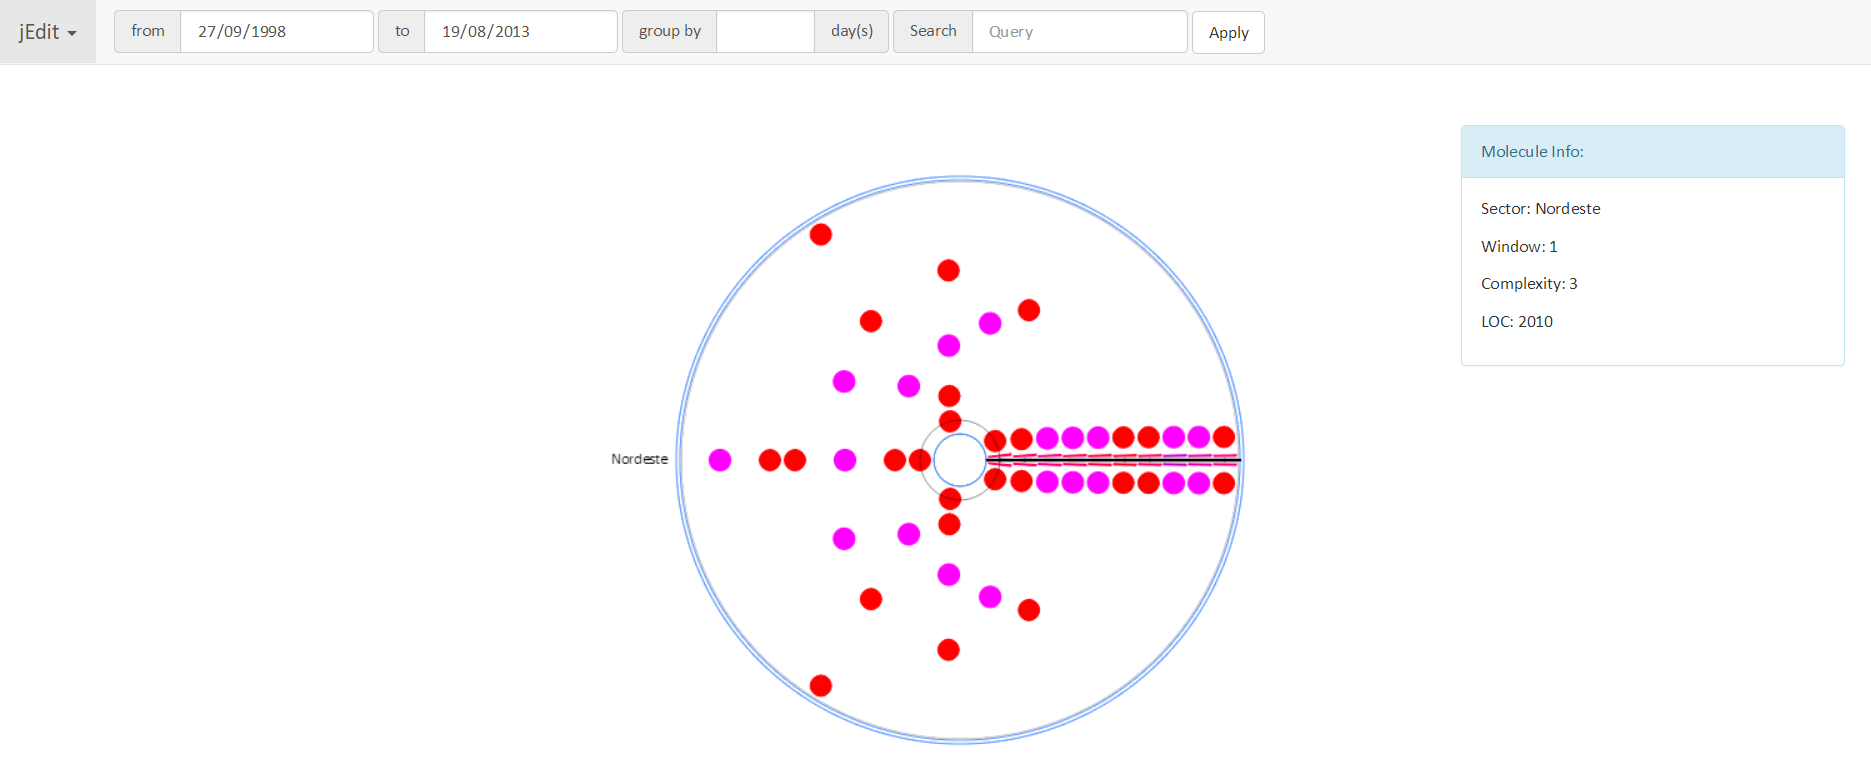 jEdit from 27/09/1998 to 19/08/2013 group by day(s) Search Query Apply
Molecule Info:
Sector: Nordeste
Window: 1
Complexity: 3
LOC: 2010
Nordeste